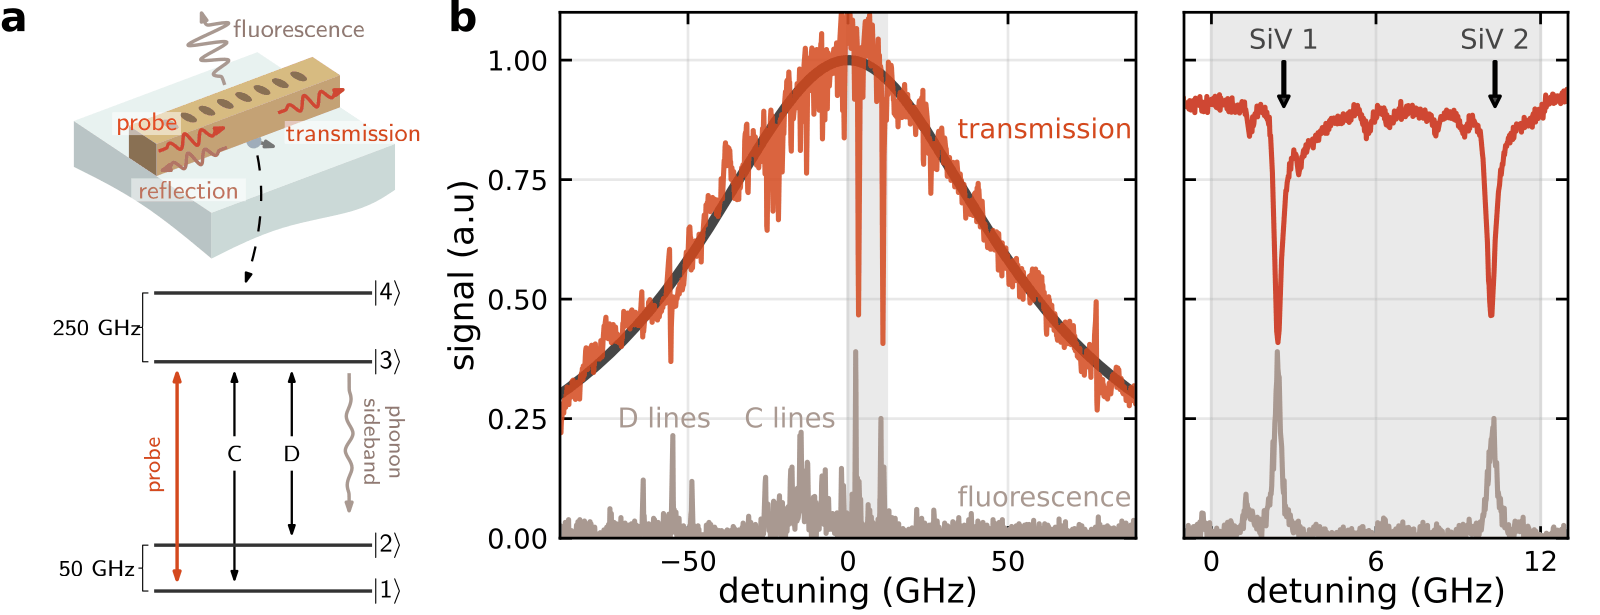 a
fluorescence
probe
transmission
reflection
|4⟩
250 GHz
|3⟩
probe
C
D
phonon
sideband
|2⟩
50 GHz
|1⟩
b
signal (a.u)
1.00
0.75
0.50
0.25
0.00
transmission
D lines
C lines
fluorescence
−50
0
50
detuning (GHz)
SiV 1
SiV 2
0
6
12
detuning (GHz)